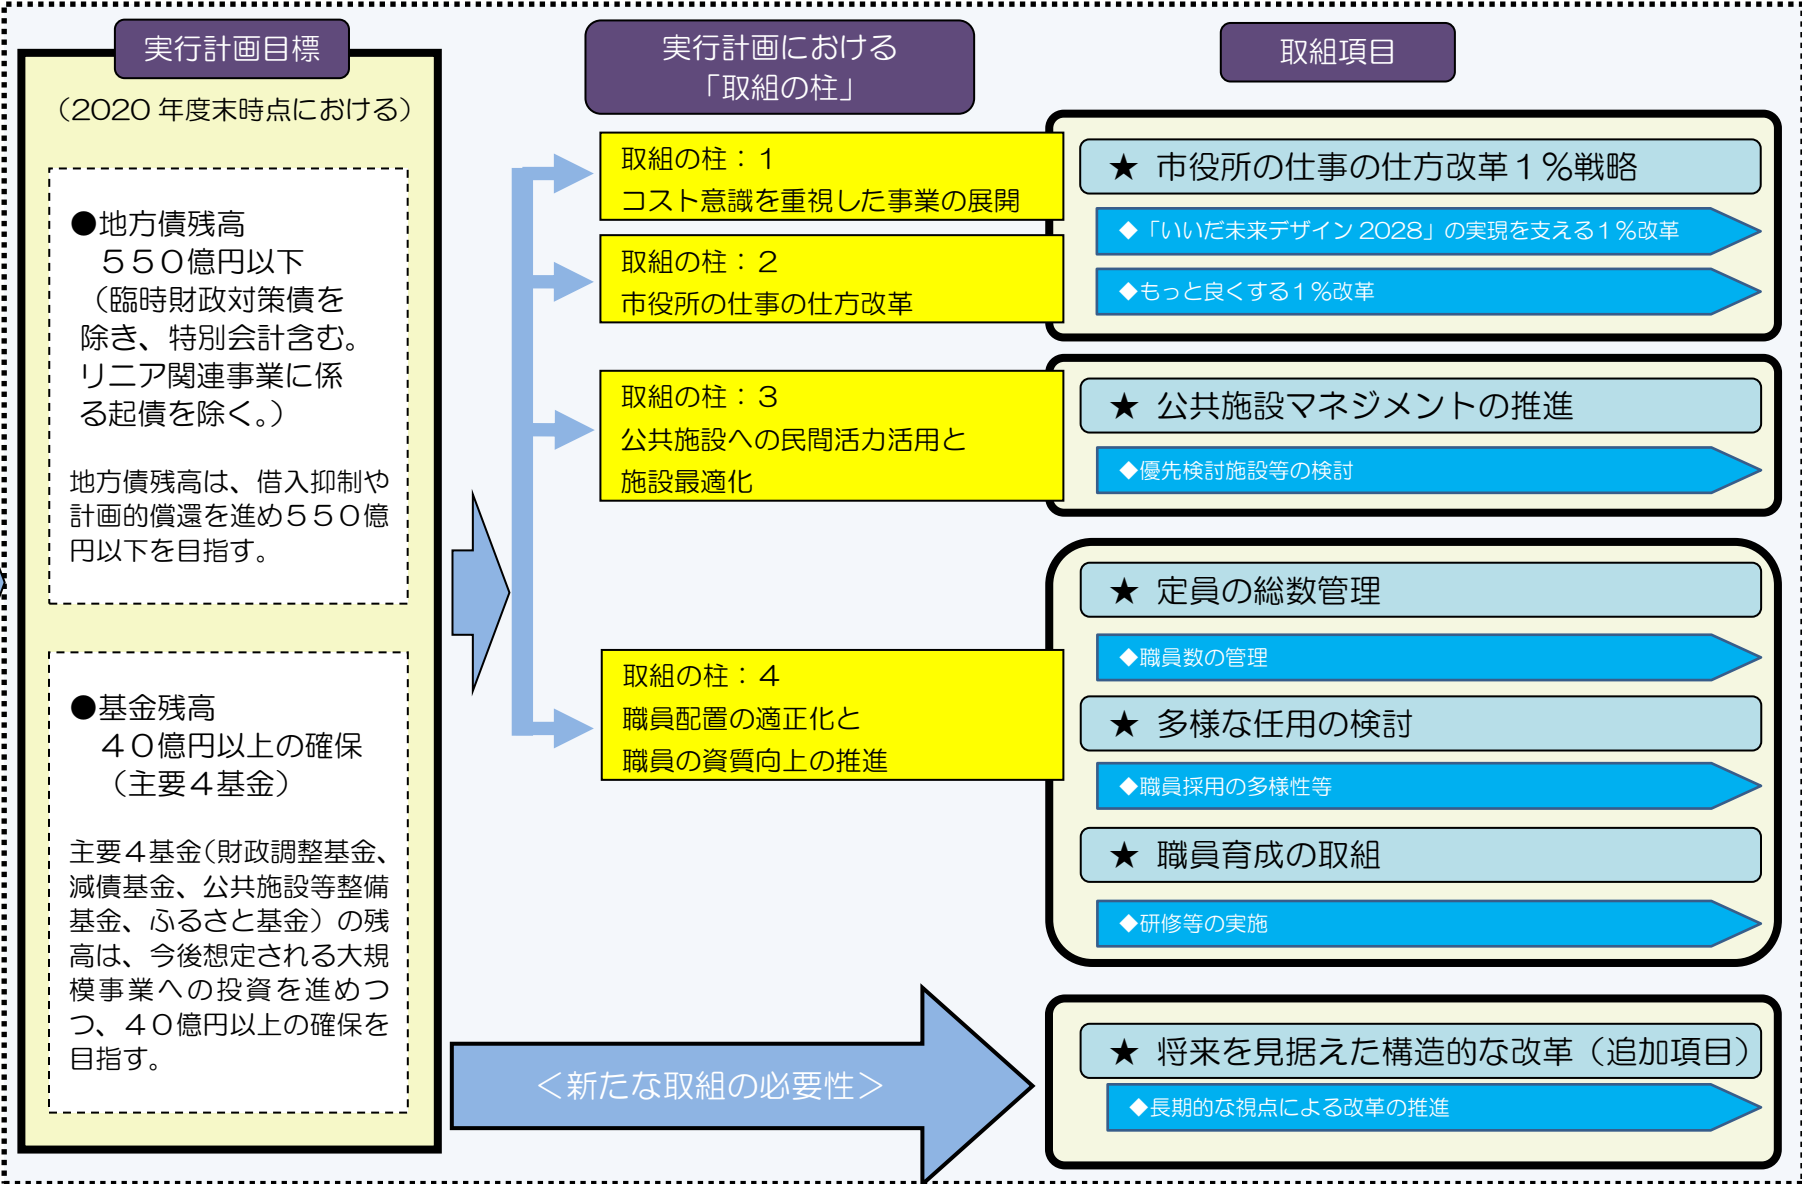 実行計画目標
（2020 年度末時点における）
●地方債残高
５５０億円以下
（臨時財政対策債を
除き、特別会計含む。
リニア関連事業に係
る起債を除く。）
地方債残高は、借入抑制や
計画的償還を進め５５０億
円以下を目指す。
●基金残高
４０億円以上の確保
（主要４基金）
主要４基金（財政調整基金、
減債基金、公共施設等整備
基金、ふるさと基金）の残
高は、今後想定される大規
模事業への投資を進めつ
つ、４０億円以上の確保を
目指す。
実行計画における
「取組の柱」
取組の柱：１
コスト意識を重視した事業の展開
取組の柱：２
市役所の仕事の仕方改革
取組の柱：３
公共施設への民間活力活用と
施設最適化
取組の柱：４
職員配置の適正化と
職員の資質向上の推進
＜新たな取組の必要性＞
取組項目
★ 市役所の仕事の仕方改革１％戦略
◆「いいだ未来デザイン 2028」の実現を支える１％改革
◆もっと良くする１％改革
★ 公共施設マネジメントの推進
◆優先検討施設等の検討
★ 定員の総数管理
◆職員数の管理
★ 多様な任用の検討
◆職員採用の多様性等
★ 職員育成の取組
◆研修等の実施
★ 将来を見据えた構造的な改革（追加項目）
◆長期的な視点による改革の推進